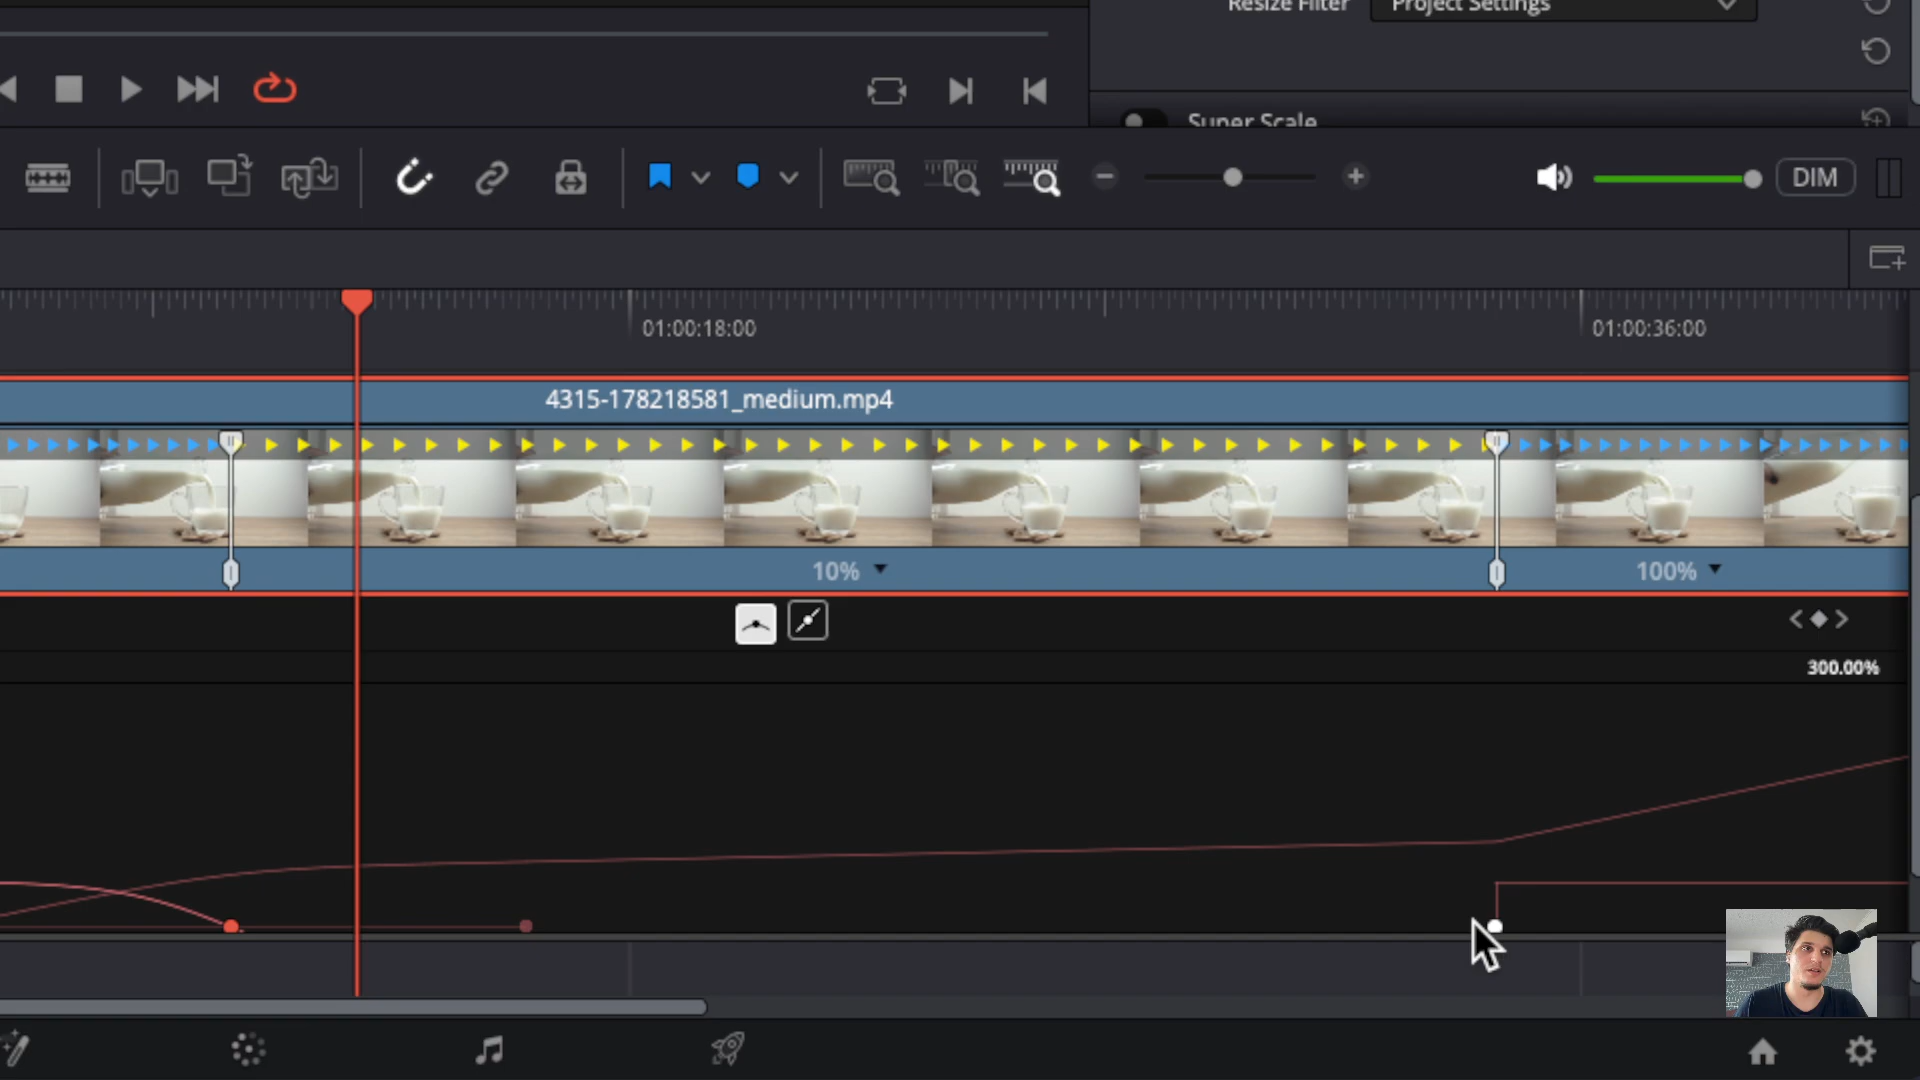 Resize Filter
Project Settings
Super Scale
DIM
01:00:18:00
01:00:36:00
4315-178218581_medium.mp4
10%
100%
300.00%